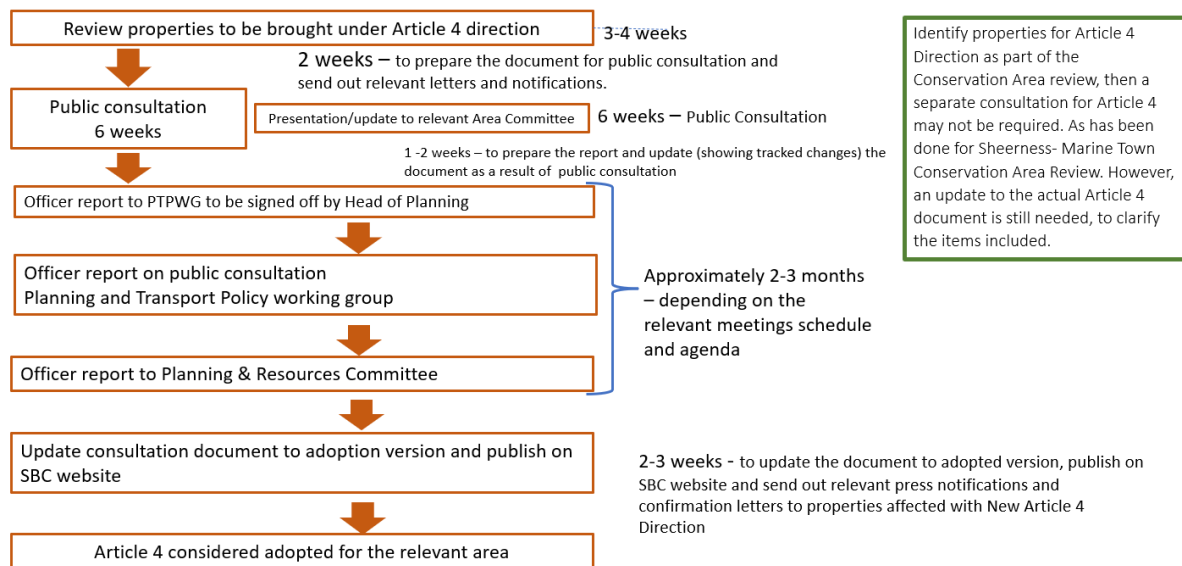 Review properties to be brought under Article 4 direction
3-4 weeks
2 weeks – to prepare the document for public consultation and
send out relevant letters and notifications.
Public consultation
6 weeks
Presentation/update to relevant Area Committee
6 weeks – Public Consultation
1 -2 weeks – to prepare the report and update (showing tracked changes) the
document as a result of public consultation
Officer report to PTPWG to be signed off by Head of Planning
Officer report on public consultation
Planning and Transport Policy working group
Officer report to Planning & Resources Committee
Approximately 2-3 months
– depending on the
relevant meetings schedule
and agenda
Update consultation document to adoption version and publish on
SBC website
2-3 weeks - to update the document to adopted version, publish on
SBC website and send out relevant press notifications and
confirmation letters to properties affected with New Article 4
Direction
Article 4 considered adopted for the relevant area
Identify properties for Article 4
Direction as part of the
Conservation Area review, then a
separate consultation for Article 4
may not be required. As has been
done for Sheerness- Marine Town
Conservation Area Review. However,
an update to the actual Article 4
document is still needed, to clarify
the items included.